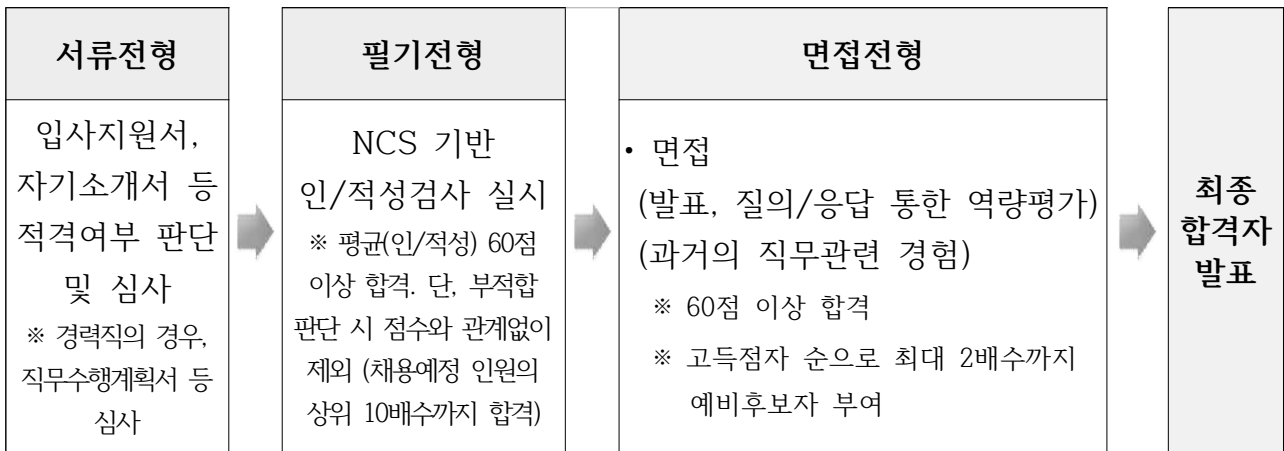 서류전형
입사지원서,
자기소개서 등
적격여부 판단
및 심사
※ 경력직의 경우,
직무수행계획서 등
심사
필기전형
NCS 기반
인/적성검사 실시
※ 평균(인/적성) 60점
이상 합격. 단, 부적합
판단 시 점수와 관계없이
제외 (채용예정 인원의
상위 10배수까지 합격)
면접전형
• 면접
(발표, 질의/응답 통한 역량평가)
(과거의 직무관련 경험)
※ 60점 이상 합격
※ 고득점자 순으로 최대 2배수까지
예비후보자 부여
최종
합격자
발표